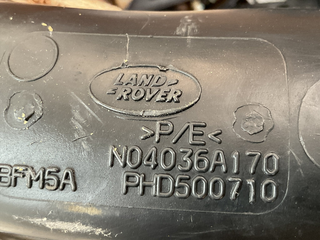 LAND-
ROVER
>P/E<
N04036A170
BFM5A
PHD500710